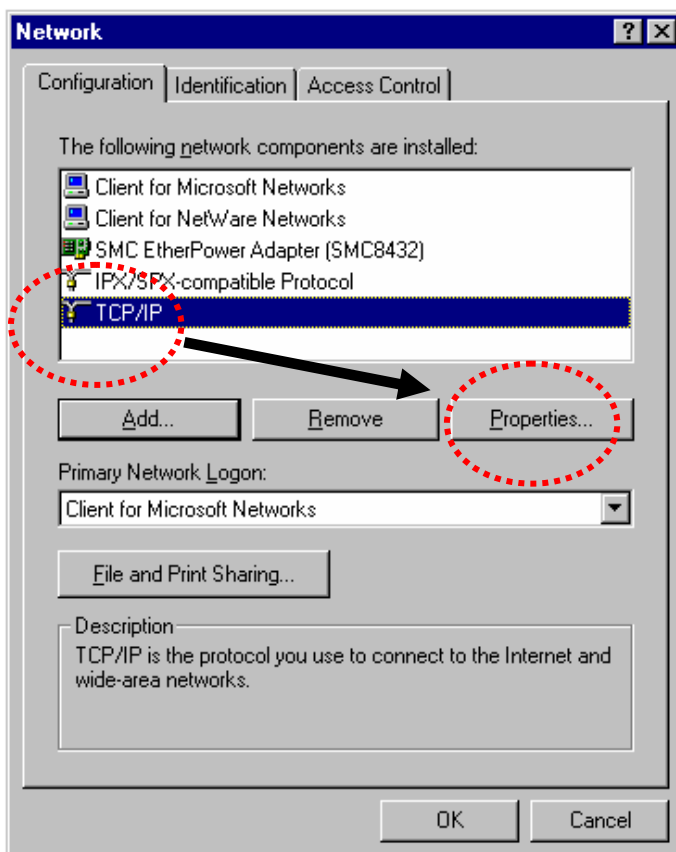 Network
Configuration Identification Access Control
The following network components are installed:
Client for Microsoft Networks
Client for NetWare Networks
SMC EtherPower Adapter (SMC8432)
IPX/SPX-compatible Protocol
TCP/IP
Add... Remove Properties...
Primary Network Logon:
Client for Microsoft Networks
File and Print Sharing...
Description
TCP/IP is the protocol you use to connect to the Internet and
wide-area networks.
OK Cancel